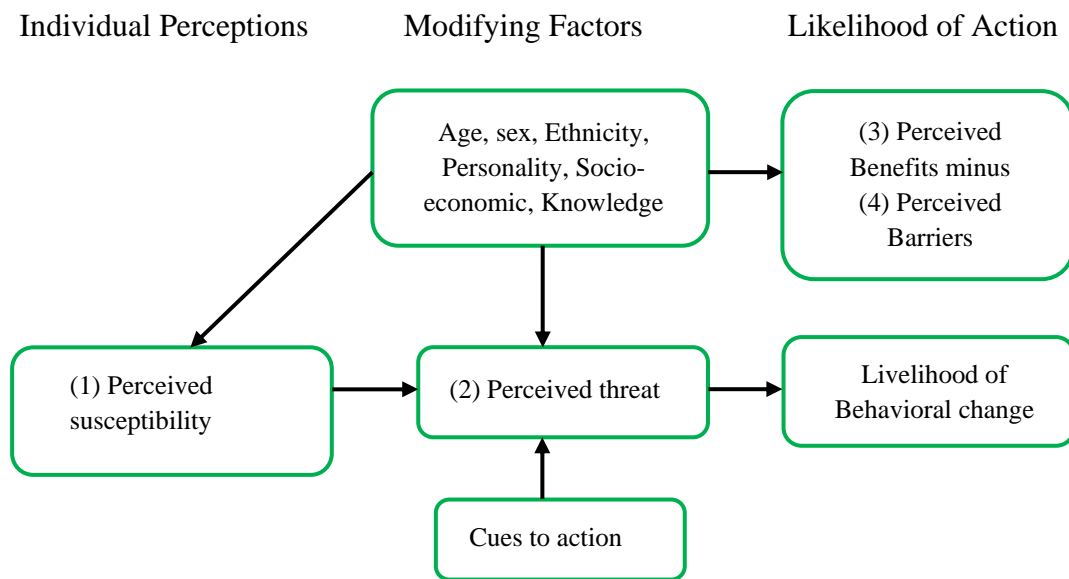 Individual Perceptions
Modifying Factors
Likelihood of Action
Age, sex, Ethnicity,
Personality, Socio-
economic, Knowledge
(3) Perceived
Benefits minus
(4) Perceived
Barriers
(1) Perceived
susceptibility
(2) Perceived threat
Livelihood of
Behavioral change
Cues to action